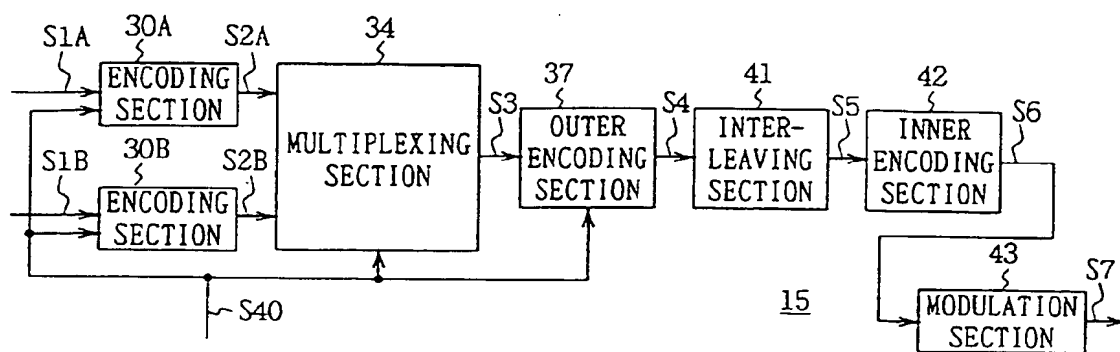 S1A
30A
ENCODING
SECTION
S2A
S1B
30B
ENCODING
SECTION
S2B
34
MULTIPLEXING
SECTION
S3
37
OUTER
ENCODING
SECTION
S4
41
INTER-
LEAVING
SECTION
S5
42
INNER
ENCODING
SECTION
S6
S40
15
43
MODULATION
SECTION
S7